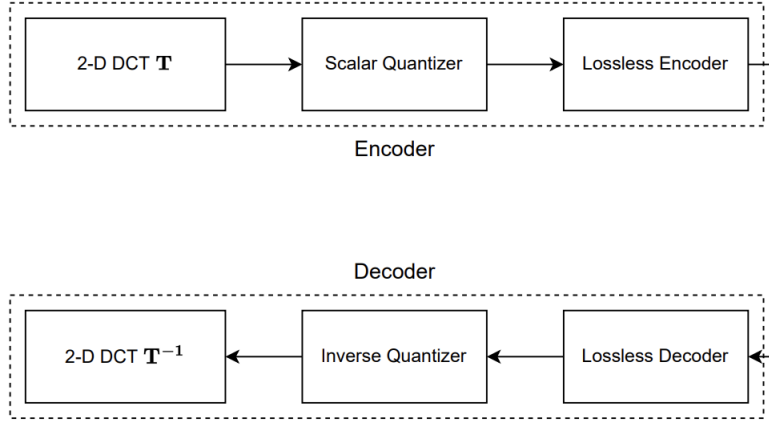 2-D DCT T
Scalar Quantizer
Lossless Encoder
Encoder
Decoder
2-D DCT T⁻¹
Inverse Quantizer
Lossless Decoder